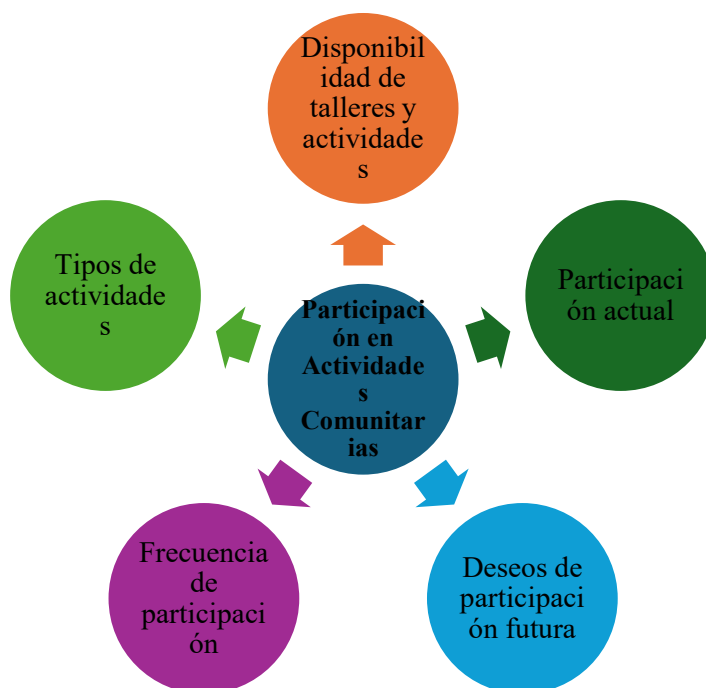 Disponibil
idad de
talleres y
actividade
s
Tipos de
actividade
s
Participaci
ón actual
Participaci
ón en
Actividade
s
Comunitar
ias
Frecuencia
de
participaci
ón
Deseos de
participaci
ón futura